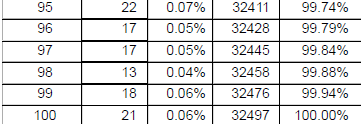 95 22 0.07% 32411 99.74%
96 17 0.05% 32428 99.79%
97 17 0.05% 32445 99.84%
98 13 0.04% 32458 99.88%
99 18 0.06% 32476 99.94%
100 21 0.06% 32497 100.00%